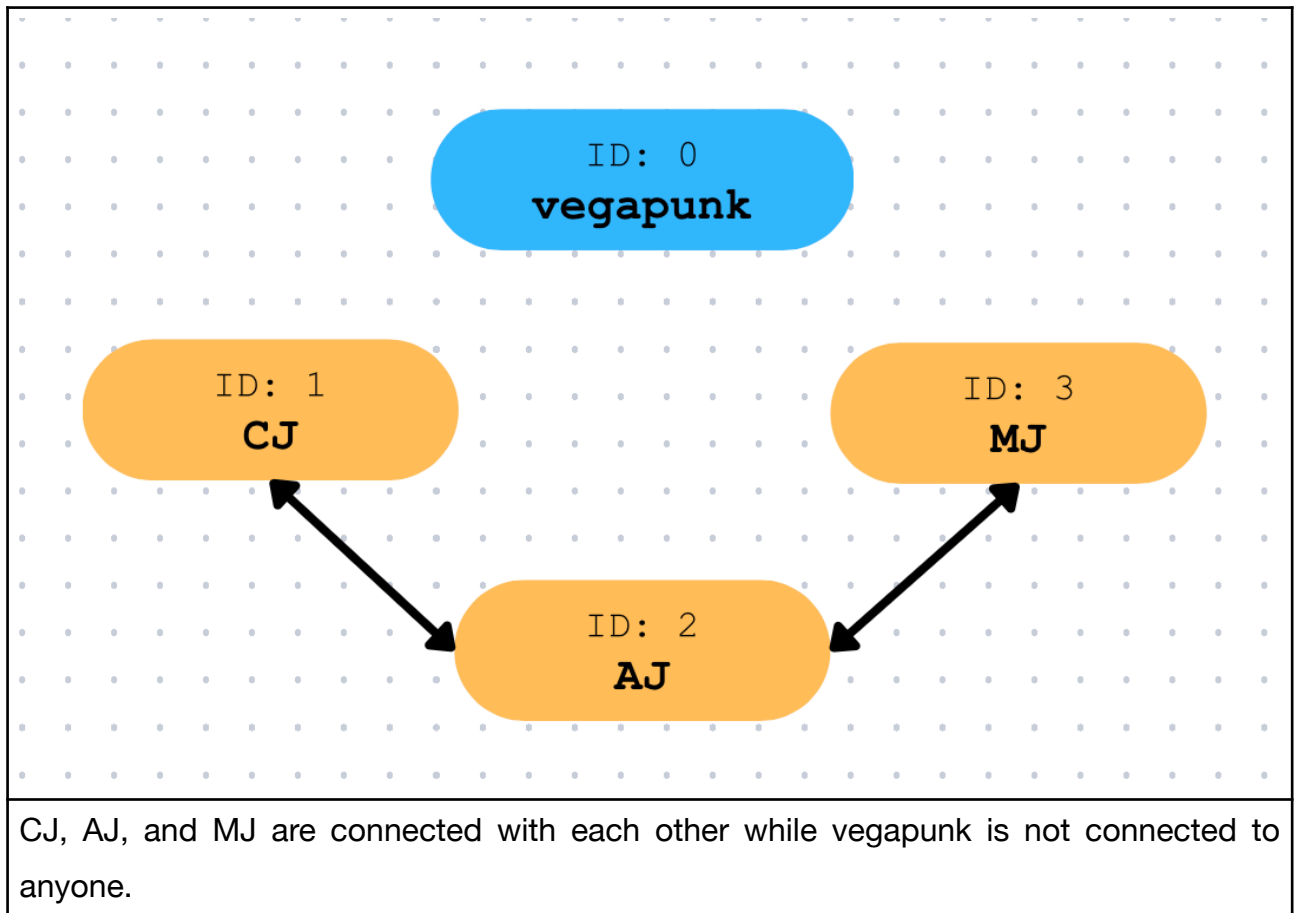 ID: 0
vegapunk
ID: 1
CJ
ID: 3
MJ
ID: 2
AJ
CJ, AJ, and MJ are connected with each other while vegapunk is not connected to
anyone.